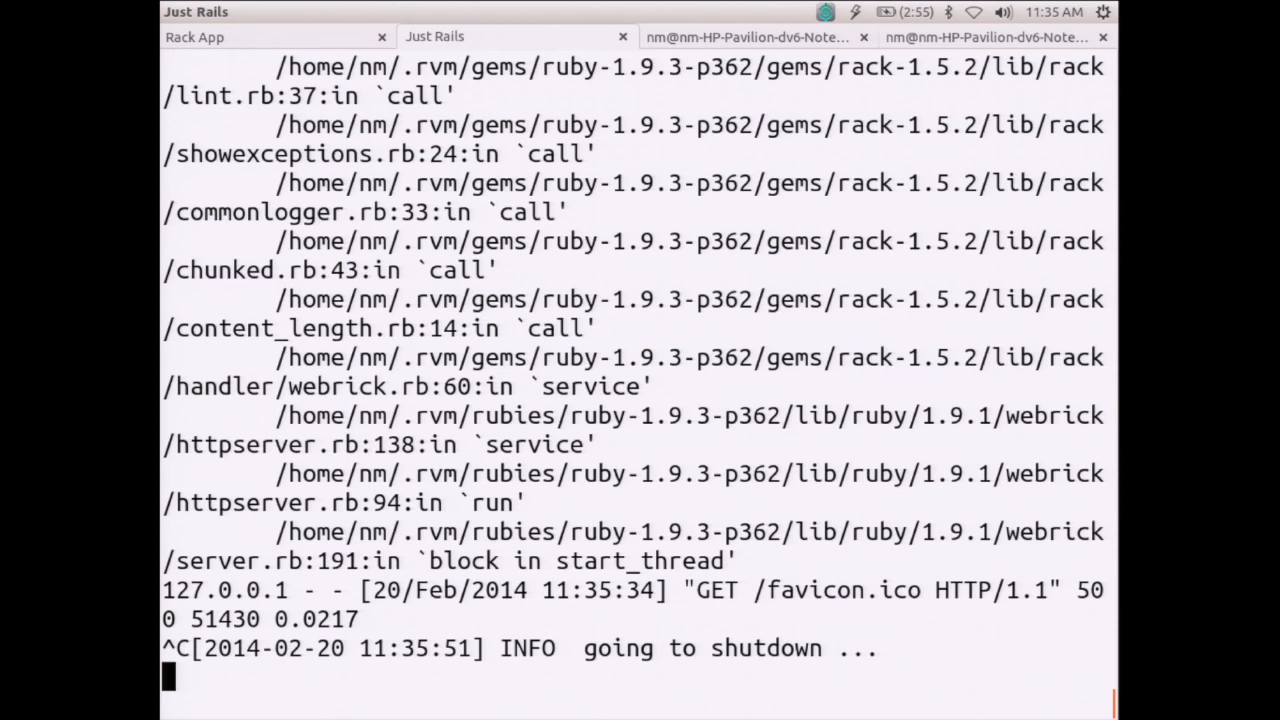 Just Rails
(2:55)
11:35 AM
Rack App
Just Rails
nm@nm-HP-Pavilion-dv6-Note...
nm@nm-HP-Pavilion-dv6-Note...
/home/nm/.rvm/gems/ruby-1.9.3-p362/gems/rack-1.5.2/lib/rack
/lint.rb:37:in `call'
/home/nm/.rvm/gems/ruby-1.9.3-p362/gems/rack-1.5.2/lib/rack
/showexceptions.rb:24:in `call'
/home/nm/.rvm/gems/ruby-1.9.3-p362/gems/rack-1.5.2/lib/rack
/commonlogger.rb:33:in `call'
/home/nm/.rvm/gems/ruby-1.9.3-p362/gems/rack-1.5.2/lib/rack
/chunked.rb:43:in `call'
/home/nm/.rvm/gems/ruby-1.9.3-p362/gems/rack-1.5.2/lib/rack
/content_length.rb:14:in `call'
/home/nm/.rvm/gems/ruby-1.9.3-p362/gems/rack-1.5.2/lib/rack
/handler/webrick.rb:60:in `service'
/home/nm/.rvm/rubies/ruby-1.9.3-p362/lib/ruby/1.9.1/webrick
/httpserver.rb:138:in `service'
/home/nm/.rvm/rubies/ruby-1.9.3-p362/lib/ruby/1.9.1/webrick
/httpserver.rb:94:in `run'
/home/nm/.rvm/rubies/ruby-1.9.3-p362/lib/ruby/1.9.1/webrick
/server.rb:191:in `block in start_thread'
127.0.0.1 - - [20/Feb/2014 11:35:34] "GET /favicon.ico HTTP/1.1" 50
0 51430 0.0217
^C[2014-02-20 11:35:51] INFO  going to shutdown ...